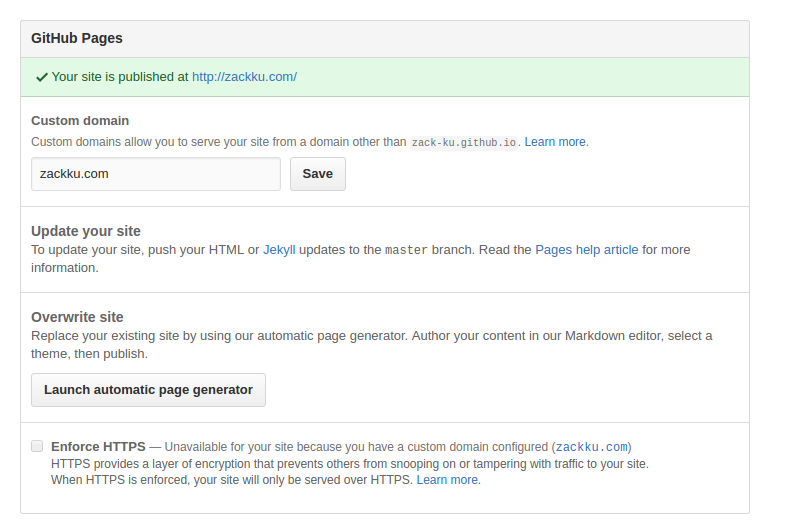 GitHub Pages
Your site is published at http://zackku.com/
Custom domain
Custom domains allow you to serve your site from a domain other than zack-ku.github.io. Learn more.
zackku.com
Save
Update your site
To update your site, push your HTML or Jekyll updates to the master branch. Read the Pages help article for more
information.
Overwrite site
Replace your existing site by using our automatic page generator. Author your content in our Markdown editor, select a
theme, then publish.
Launch automatic page generator
Enforce HTTPS — Unavailable for your site because you have a custom domain configured (zackku.com)
HTTPS provides a layer of encryption that prevents others from snooping on or tampering with traffic to your site.
When HTTPS is enforced, your site will only be served over HTTPS. Learn more.